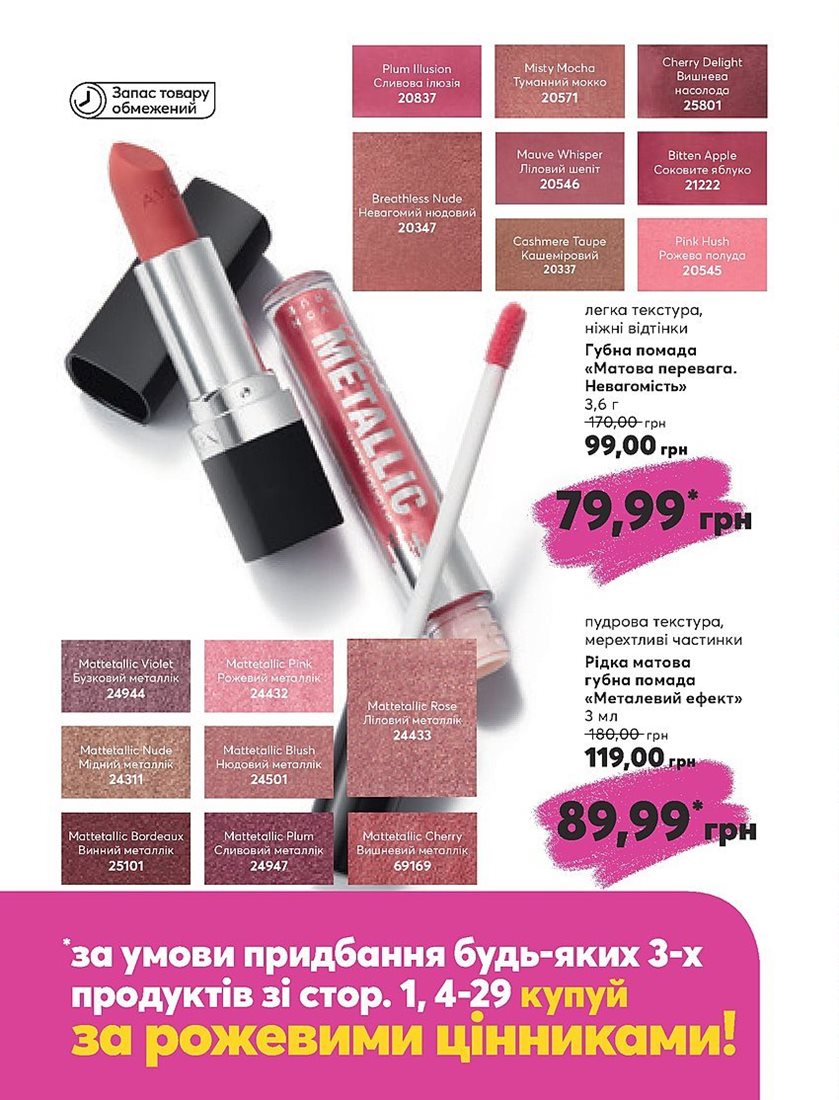 Запас товару
обмежений
Plum Illusion
Сливова ілюзія
20837
Misty Mocha
Туманний мокко
20571
Cherry Delight
Вишнева
насолода
25801
Breathless Nude
Невагомий нюдовий
20347
Mauve Whisper
Ліловий шепіт
20546
Bitten Apple
Соковите яблуко
21222
Cashmere Taupe
Кашеміровий
20337
Pink Hush
Рожева полуда
20545
METALLIC
легка текстура,
ніжні відтінки
Губна помада
«Матова перевага.
Невагомість»
3,6 г
170,00 грн
99,00 грн
79,99* грн
Mattetallic Violet
Бузковий металлік
24944
Mattetallic Pink
Рожевий металлік
24432
Mattetallic Rose
Ліловий металлік
24433
Mattetallic Nude
Мідний металлік
24311
Mattetallic Blush
Нюдовий металлік
24501
Mattetallic Bordeaux
Винний металлік
25101
Mattetallic Plum
Сливовий металлік
24947
Mattetallic Cherry
Вишневий металлік
69169
пудрова текстура,
мерехтливі частинки
Рідка матова
губна помада
«Металевий ефект»
3 мл
180,00 грн
119,00 грн
89,99* грн
*за умови придбання будь-яких 3-х
продуктів зі стор. 1, 4-29 купуй
за рожевими цінниками!